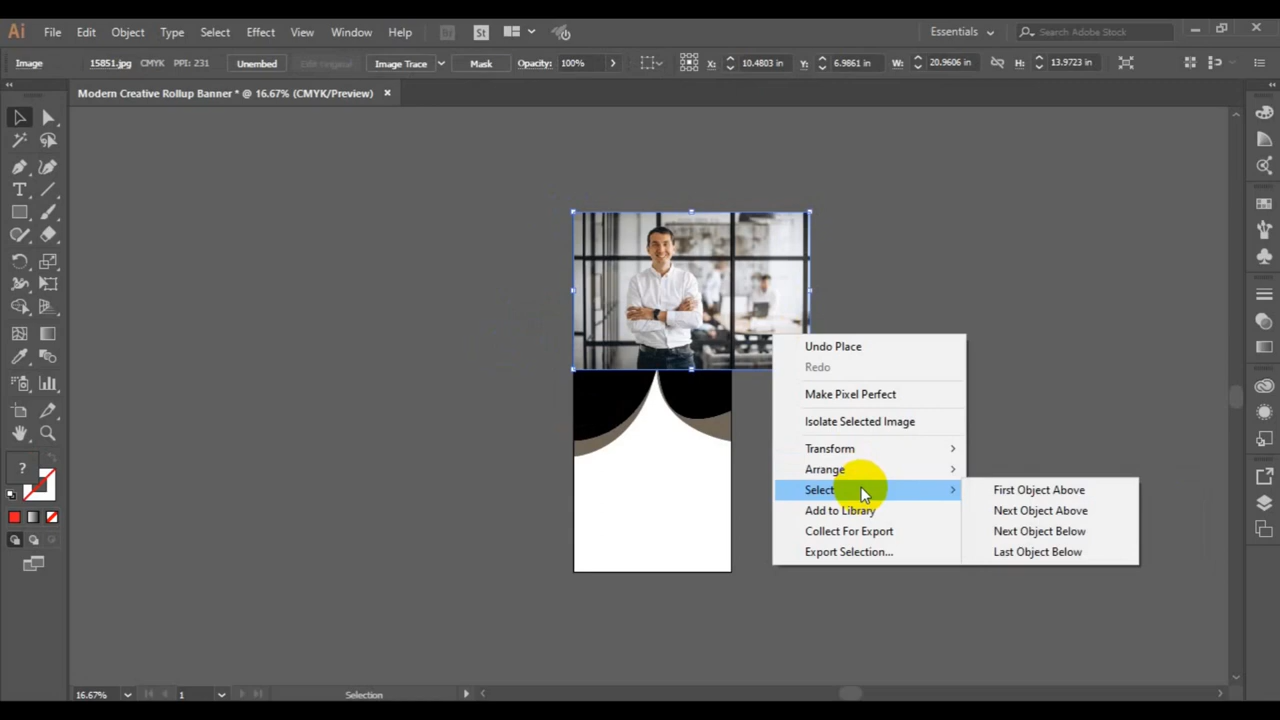 Ai File Edit Object Type Select Effect View Window Help St Essentials Search Adobe Stock
Image 15851.jpg CMYK PPI: 231 Unembed Edit Original Image Trace Mask Opacity: 100% X: 10.4803 in Y: 6.9861 in W: 20.9606 in H: 13.9723 in
Modern Creative Rollup Banner * @ 16.67% (CMYK/Preview)
Undo Place
Redo
Make Pixel Perfect
Isolate Selected Image
Transform
Arrange
Select First Object Above
Add to Library Next Object Above
Collect For Export Next Object Below
Export Selection... Last Object Below
?
16.67% 1 Selection